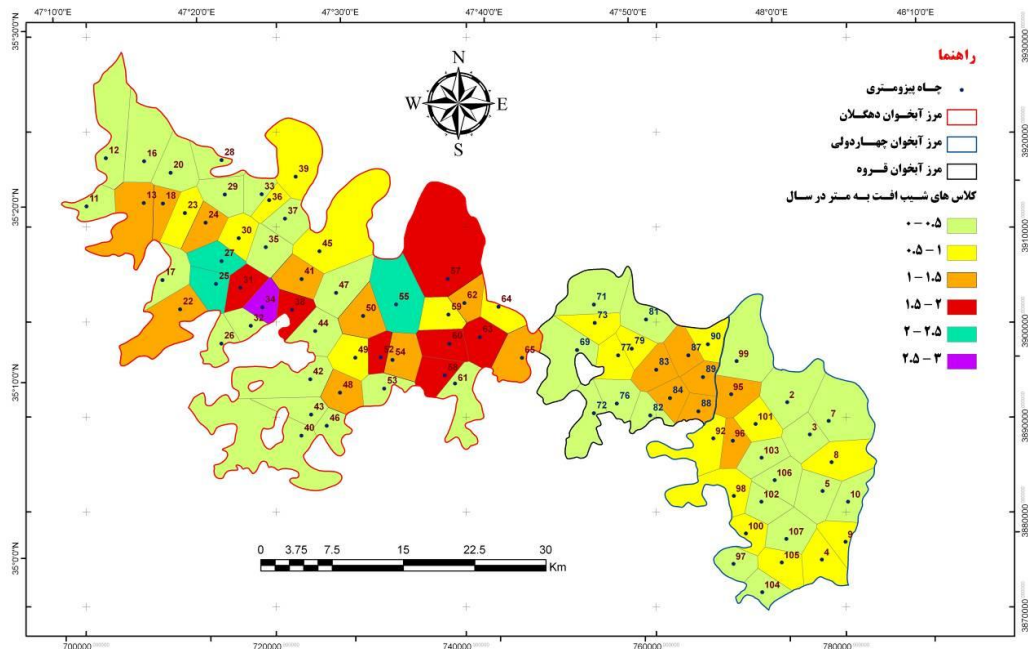 47°10'0"E 47°20'0"E 47°30'0"E 47°40'0"E 47°50'0"E 48°0'0"E 48°10'0"E
35°30'0"N
35°20'0"N
35°10'0"N
35°0'0"N
3930000
3920000
3910000
3900000
3890000
3880000
3870000
N
W E
S
راهنما
چاه پیزومتری
مرز آبخوان دهگلان
مرز آبخوان چهاردولی
مرز آبخوان قروه
کلاس های شیب افت به متر در سال
۰ – ۰.۵
۰.۵ – ۱
۱ – ۱.۵
۱.۵ – ۲
۲ – ۲.۵
۲.۵ – ۳
12 16 20 28 39
11 13 18 23 24 29 33 36 37
30 35 45
27
17 25 31 41 47 57
22 34 38 50 55 62 64
26 32 44 59
60 63
49 52 54 65
42 48 53 58 61
43 46
40
71 81
73 90
69 77 79 83 87 99
89
72 76 82 84 88 95 2
101 7
92 96 3
103 8
106
98 102 5 10
100 107 9
97 105 4
104
0 3.75 7.5 15 22.5 30
Km
700000 720000 740000 760000 780000